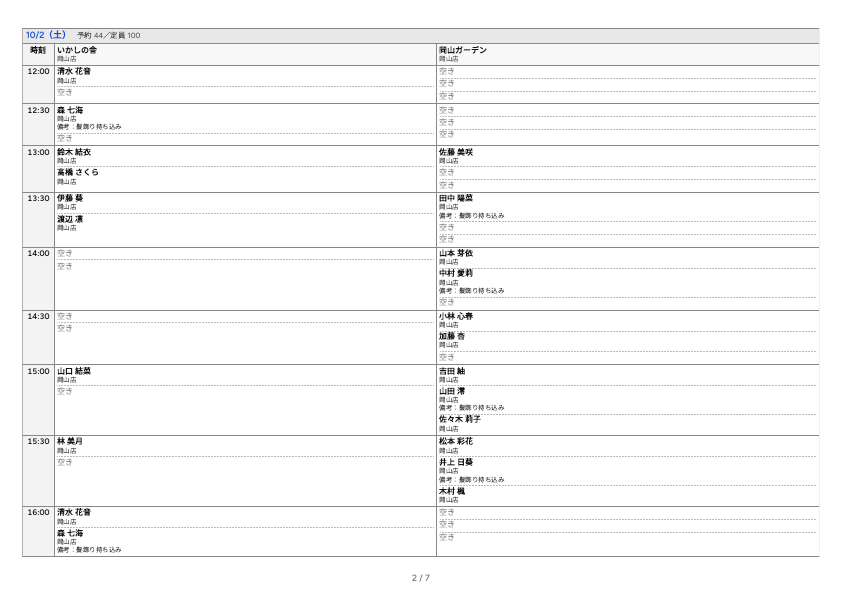 10/2（土） 予約 44／定員 100
時刻 いかしの舎 岡山ガーデン
岡山店 岡山店
12:00 清水 花音
岡山店
空き
空き
空き
空き
12:30 森 七海
岡山店
備考：髪飾り持ち込み
空き
空き
空き
空き
13:00 鈴木 結衣
岡山店
高橋 さくら
岡山店
佐藤 美咲
岡山店
空き
空き
13:30 伊藤 葵
岡山店
渡辺 凛
岡山店
田中 陽菜
岡山店
備考：髪飾り持ち込み
空き
空き
14:00 空き
空き
山本 芽依
岡山店
中村 愛莉
岡山店
備考：髪飾り持ち込み
空き
14:30 空き
空き
小林 心春
岡山店
加藤 杏
岡山店
空き
15:00 山口 結菜
岡山店
空き
吉田 紬
岡山店
山田 澪
岡山店
備考：髪飾り持ち込み
佐々木 莉子
岡山店
15:30 林 美月
岡山店
空き
松本 彩花
岡山店
井上 日葵
岡山店
備考：髪飾り持ち込み
木村 楓
岡山店
16:00 清水 花音
岡山店
森 七海
岡山店
備考：髪飾り持ち込み
空き
空き
空き
2 / 7